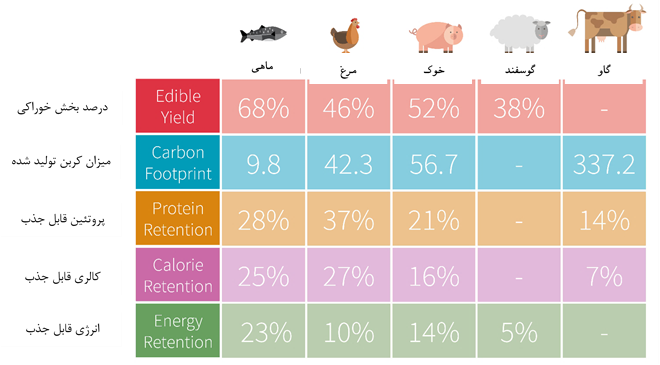 ماهی مرغ خوک گوسفند گاو
درصد بخش خوراکی Edible Yield 68% 46% 52% 38% -
میزان کربن تولید شده Carbon Footprint 9.8 42.3 56.7 - 337.2
پروتئین قابل جذب Protein Retention 28% 37% 21% - 14%
کالری قابل جذب Calorie Retention 25% 27% 16% - 7%
انرژی قابل جذب Energy Retention 23% 10% 14% 5% -